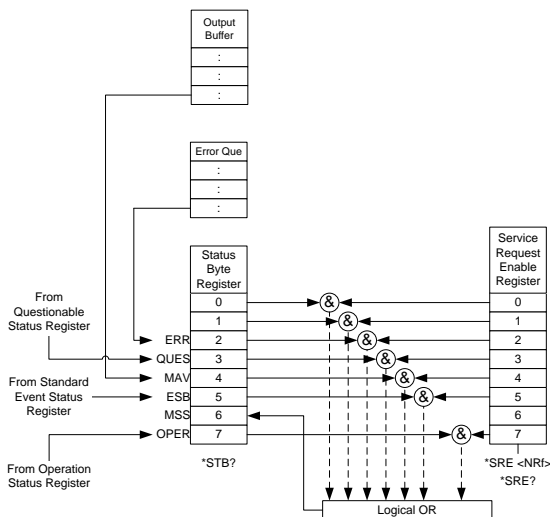 Output
Buffer
:
:
:
Error Que
:
:
:
Status
Byte
Register
Service
Request
Enable
Register
0 & 0
1 & 1
ERR 2 & 2
QUES 3 & 3
MAV 4 & 4
ESB 5 & 5
MSS 6 6
OPER 7 & 7
From
Questionable
Status Register
From Standard
Event Status
Register
From Operation
Status Register
*STB?
*SRE <NRf>
*SRE?
Logical OR